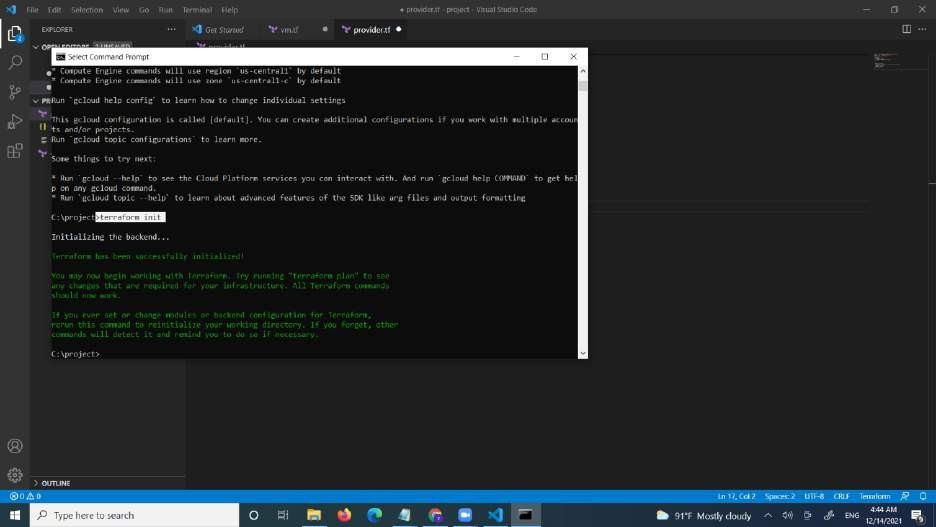 File Edit Selection View Go Run Terminal Help
● provider.tf - project - Visual Studio Code
EXPLORER
Get Started
vm.tf
provider.tf
Select Command Prompt
* Compute Engine commands will use region `us-central1` by default
* Compute Engine commands will use zone `us-central1-c` by default
Run `gcloud help config` to learn how to change individual settings
This gcloud configuration is called [default]. You can create additional configurations if you work with multiple accoun
ts and/or projects.
Run `gcloud topic configurations` to learn more.
Some things to try next:
* Run `gcloud --help` to see the Cloud Platform services you can interact with. And run `gcloud help COMMAND` to get hel
p on any gcloud command.
* Run `gcloud topic --help` to learn about advanced features of the SDK like arg files and output formatting
C:\project>terraform init
Initializing the backend...
Terraform has been successfully initialized!
You may now begin working with Terraform. Try running "terraform plan" to see
any changes that are required for your infrastructure. All Terraform commands
should now work.
If you ever set or change modules or backend configuration for Terraform,
rerun this command to reinitialize your working directory. If you forget, other
commands will detect it and remind you to do so if necessary.
C:\project>
OUTLINE
0 0
Ln 17, Col 2 Spaces: 2 UTF-8 CRLF Terraform
Type here to search
91°F Mostly cloudy
ENG
4:44 AM
12/14/2021